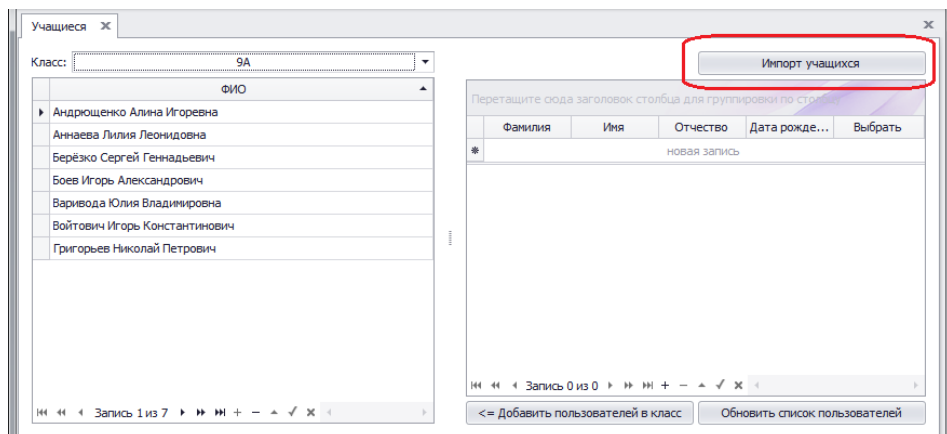 Учащиеся
Класс: 9А
Импорт учащихся
ФИО
Андрющенко Алина Игоревна
Аннаева Лилия Леонидовна
Берёзко Сергей Геннадьевич
Боев Игорь Александрович
Варивода Юлия Владимировна
Войтович Игорь Константинович
Григорьев Николай Петрович
Запись 1 из 7
Перетащите сюда заголовок столбца для группировки по столбцу
Фамилия Имя Отчество Дата рожде... Выбрать
новая запись
Запись 0 из 0
<= Добавить пользователей в класс Обновить список пользователей